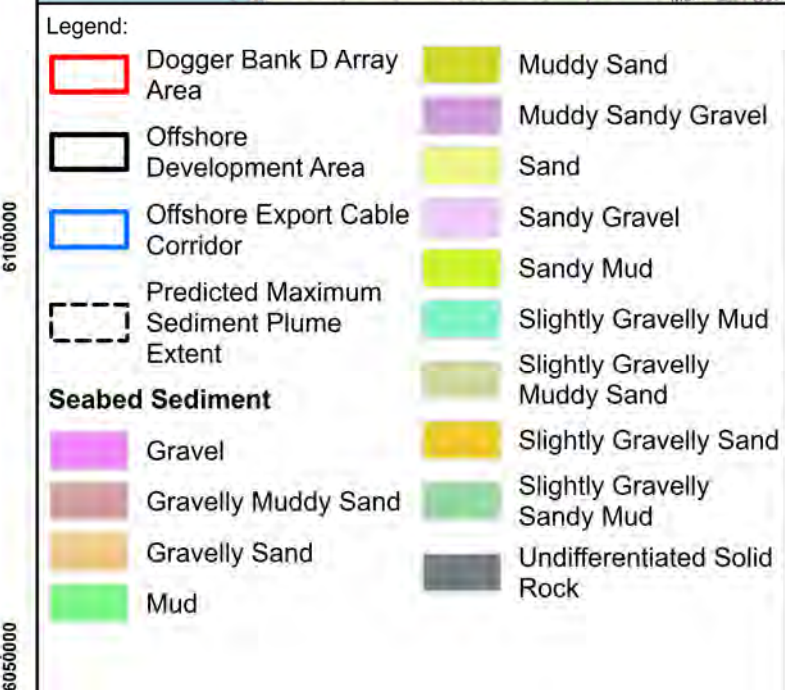 Legend:
Dogger Bank D Array
Area
Offshore
Development Area
Offshore Export Cable
Corridor
Predicted Maximum
Sediment Plume
Extent
Seabed Sediment
Gravel
Gravelly Muddy Sand
Gravelly Sand
Mud
Muddy Sand
Muddy Sandy Gravel
Sand
Sandy Gravel
Sandy Mud
Slightly Gravelly Mud
Slightly Gravelly
Muddy Sand
Slightly Gravelly Sand
Slightly Gravelly
Sandy Mud
Undifferentiated Solid
Rock
6100000
6050000